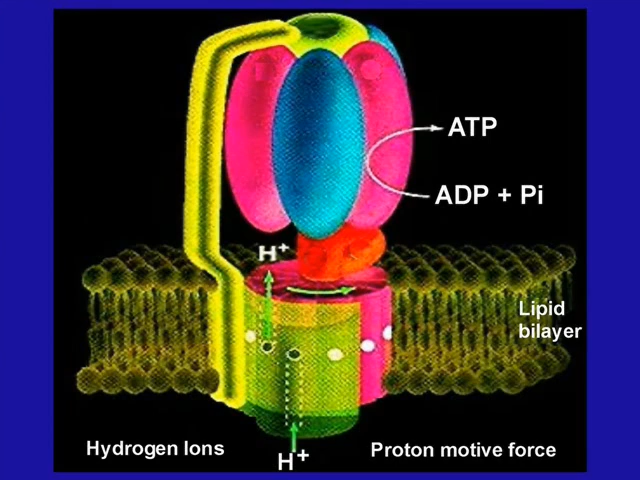 ATP
ADP + Pi
H+
Lipid
bilayer
Hydrogen Ions
H+
Proton motive force